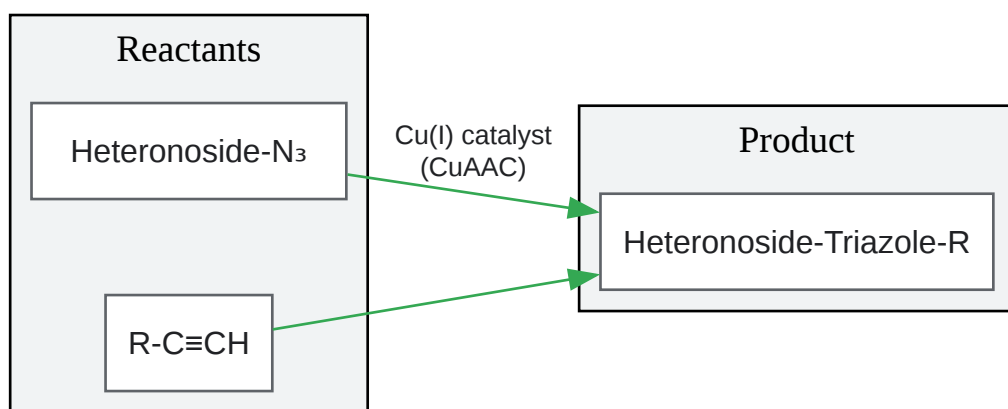 Reactants
Heteronoside-N₃
R-C≡CH
Cu(I) catalyst
(CuAAC)
Product
Heteronoside-Triazole-R